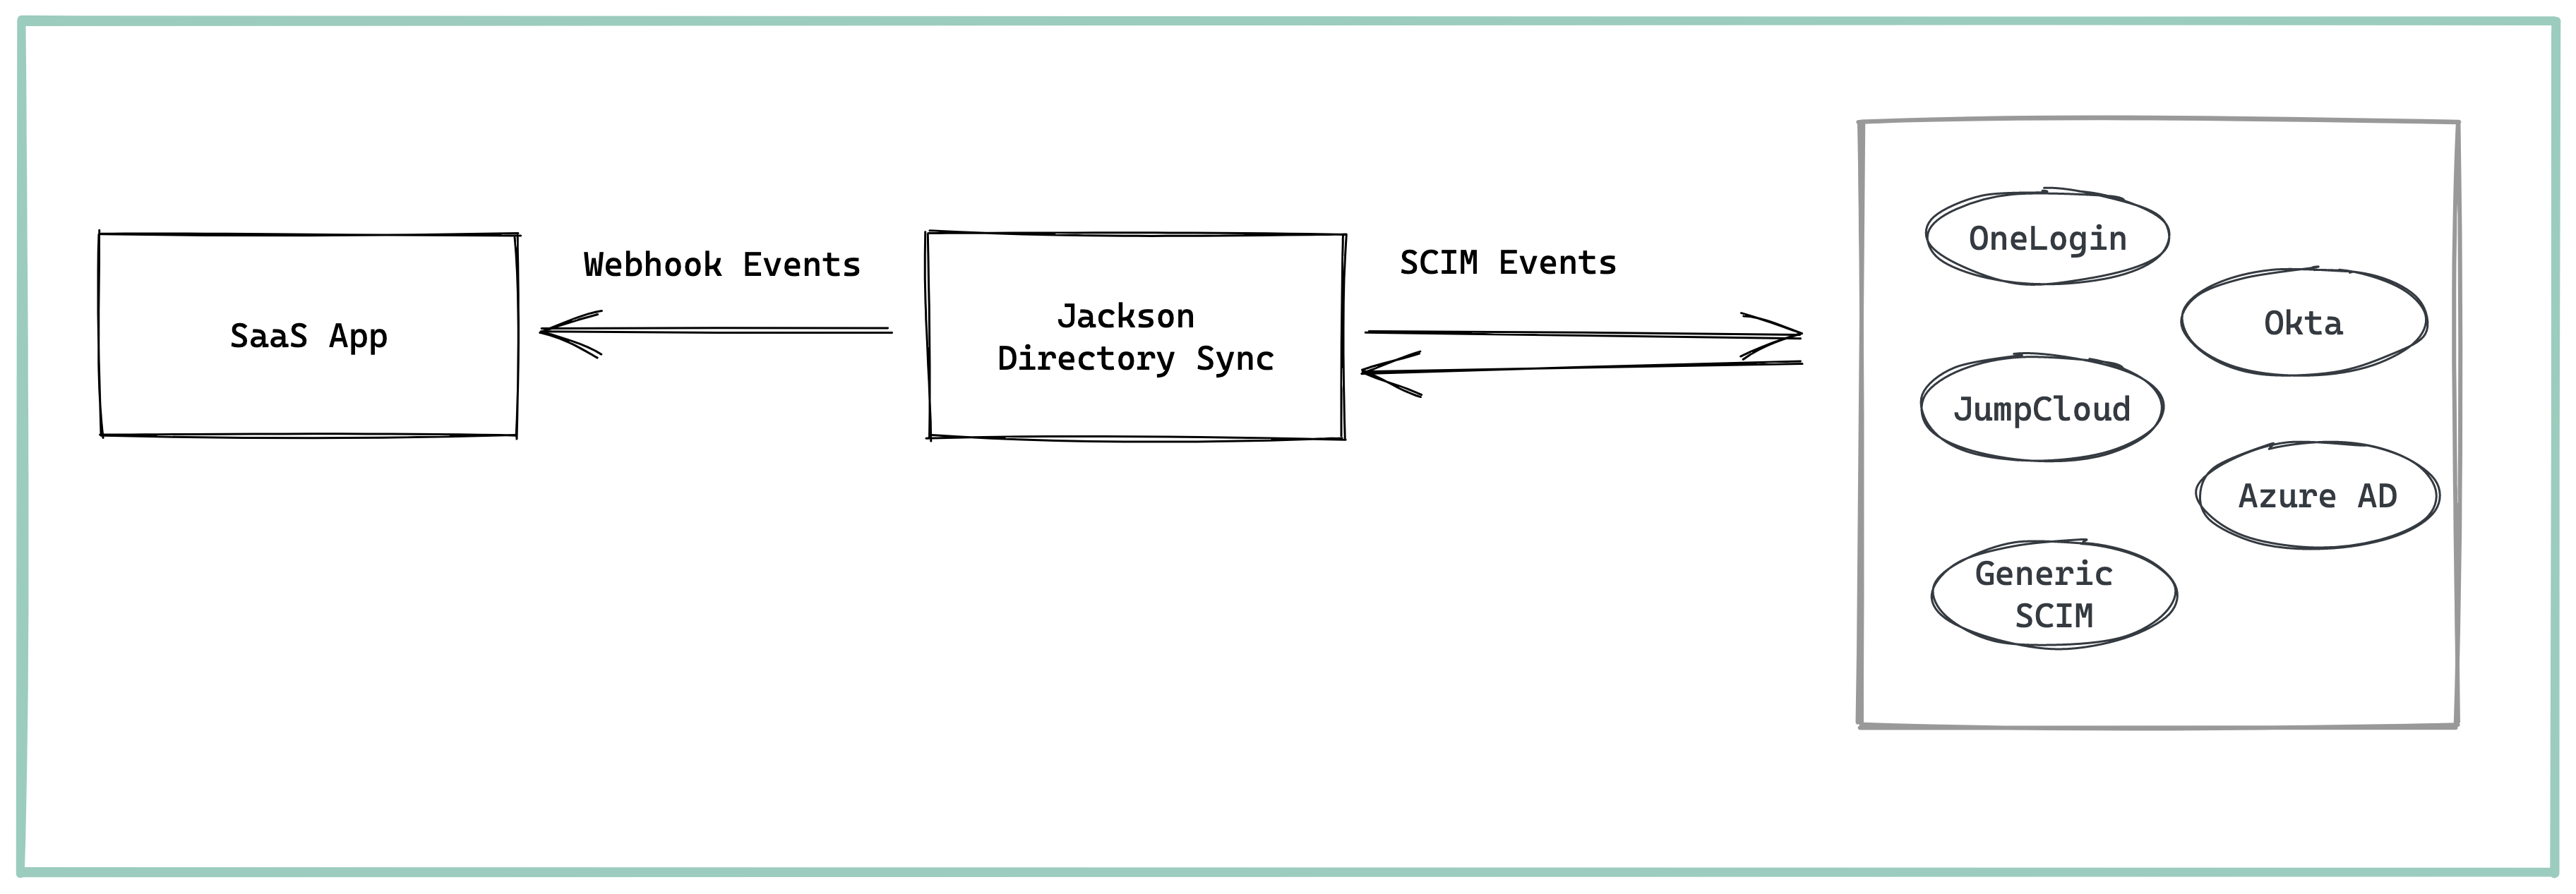 SaaS App
Webhook Events
Jackson
Directory Sync
SCIM Events
OneLogin
Okta
JumpCloud
Azure AD
Generic
SCIM